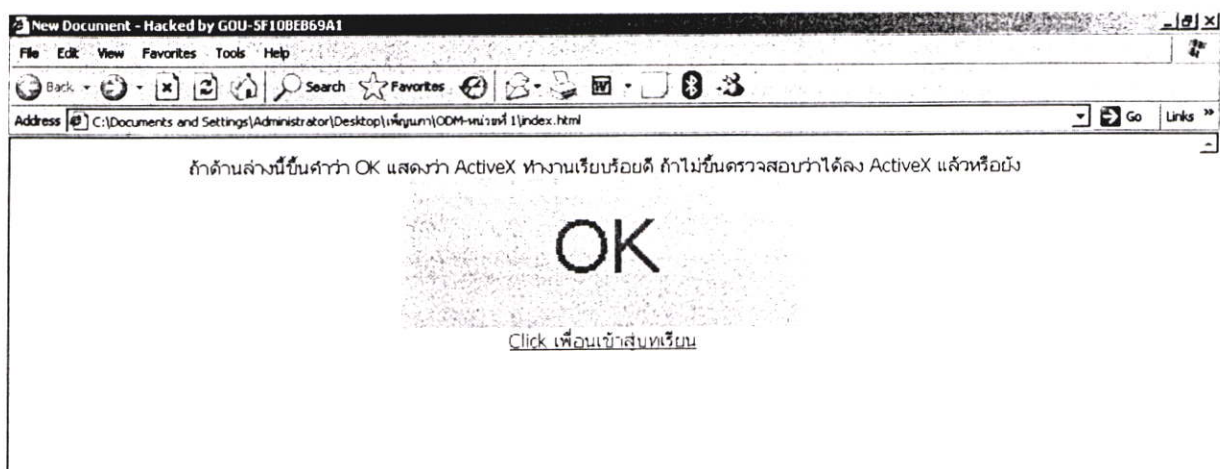 New Document - Hacked by GOU-5F10BEB69A1
File Edit View Favorites Tools Help
Back Search Favorites
Address C:\Documents and Settings\Administrator\Desktop\เพ็ญนภา\ODM-หน่วยที่ 1\index.html Go Links »
ถ้าด้านล่างนี้ขึ้นคำว่า OK แสดงว่า ActiveX ทำงานเรียบร้อยดี ถ้าไม่ขึ้นตรวจสอบว่าได้ลง ActiveX แล้วหรือยัง
OK
Click เพื่อนเข้าสู่บทเรียน